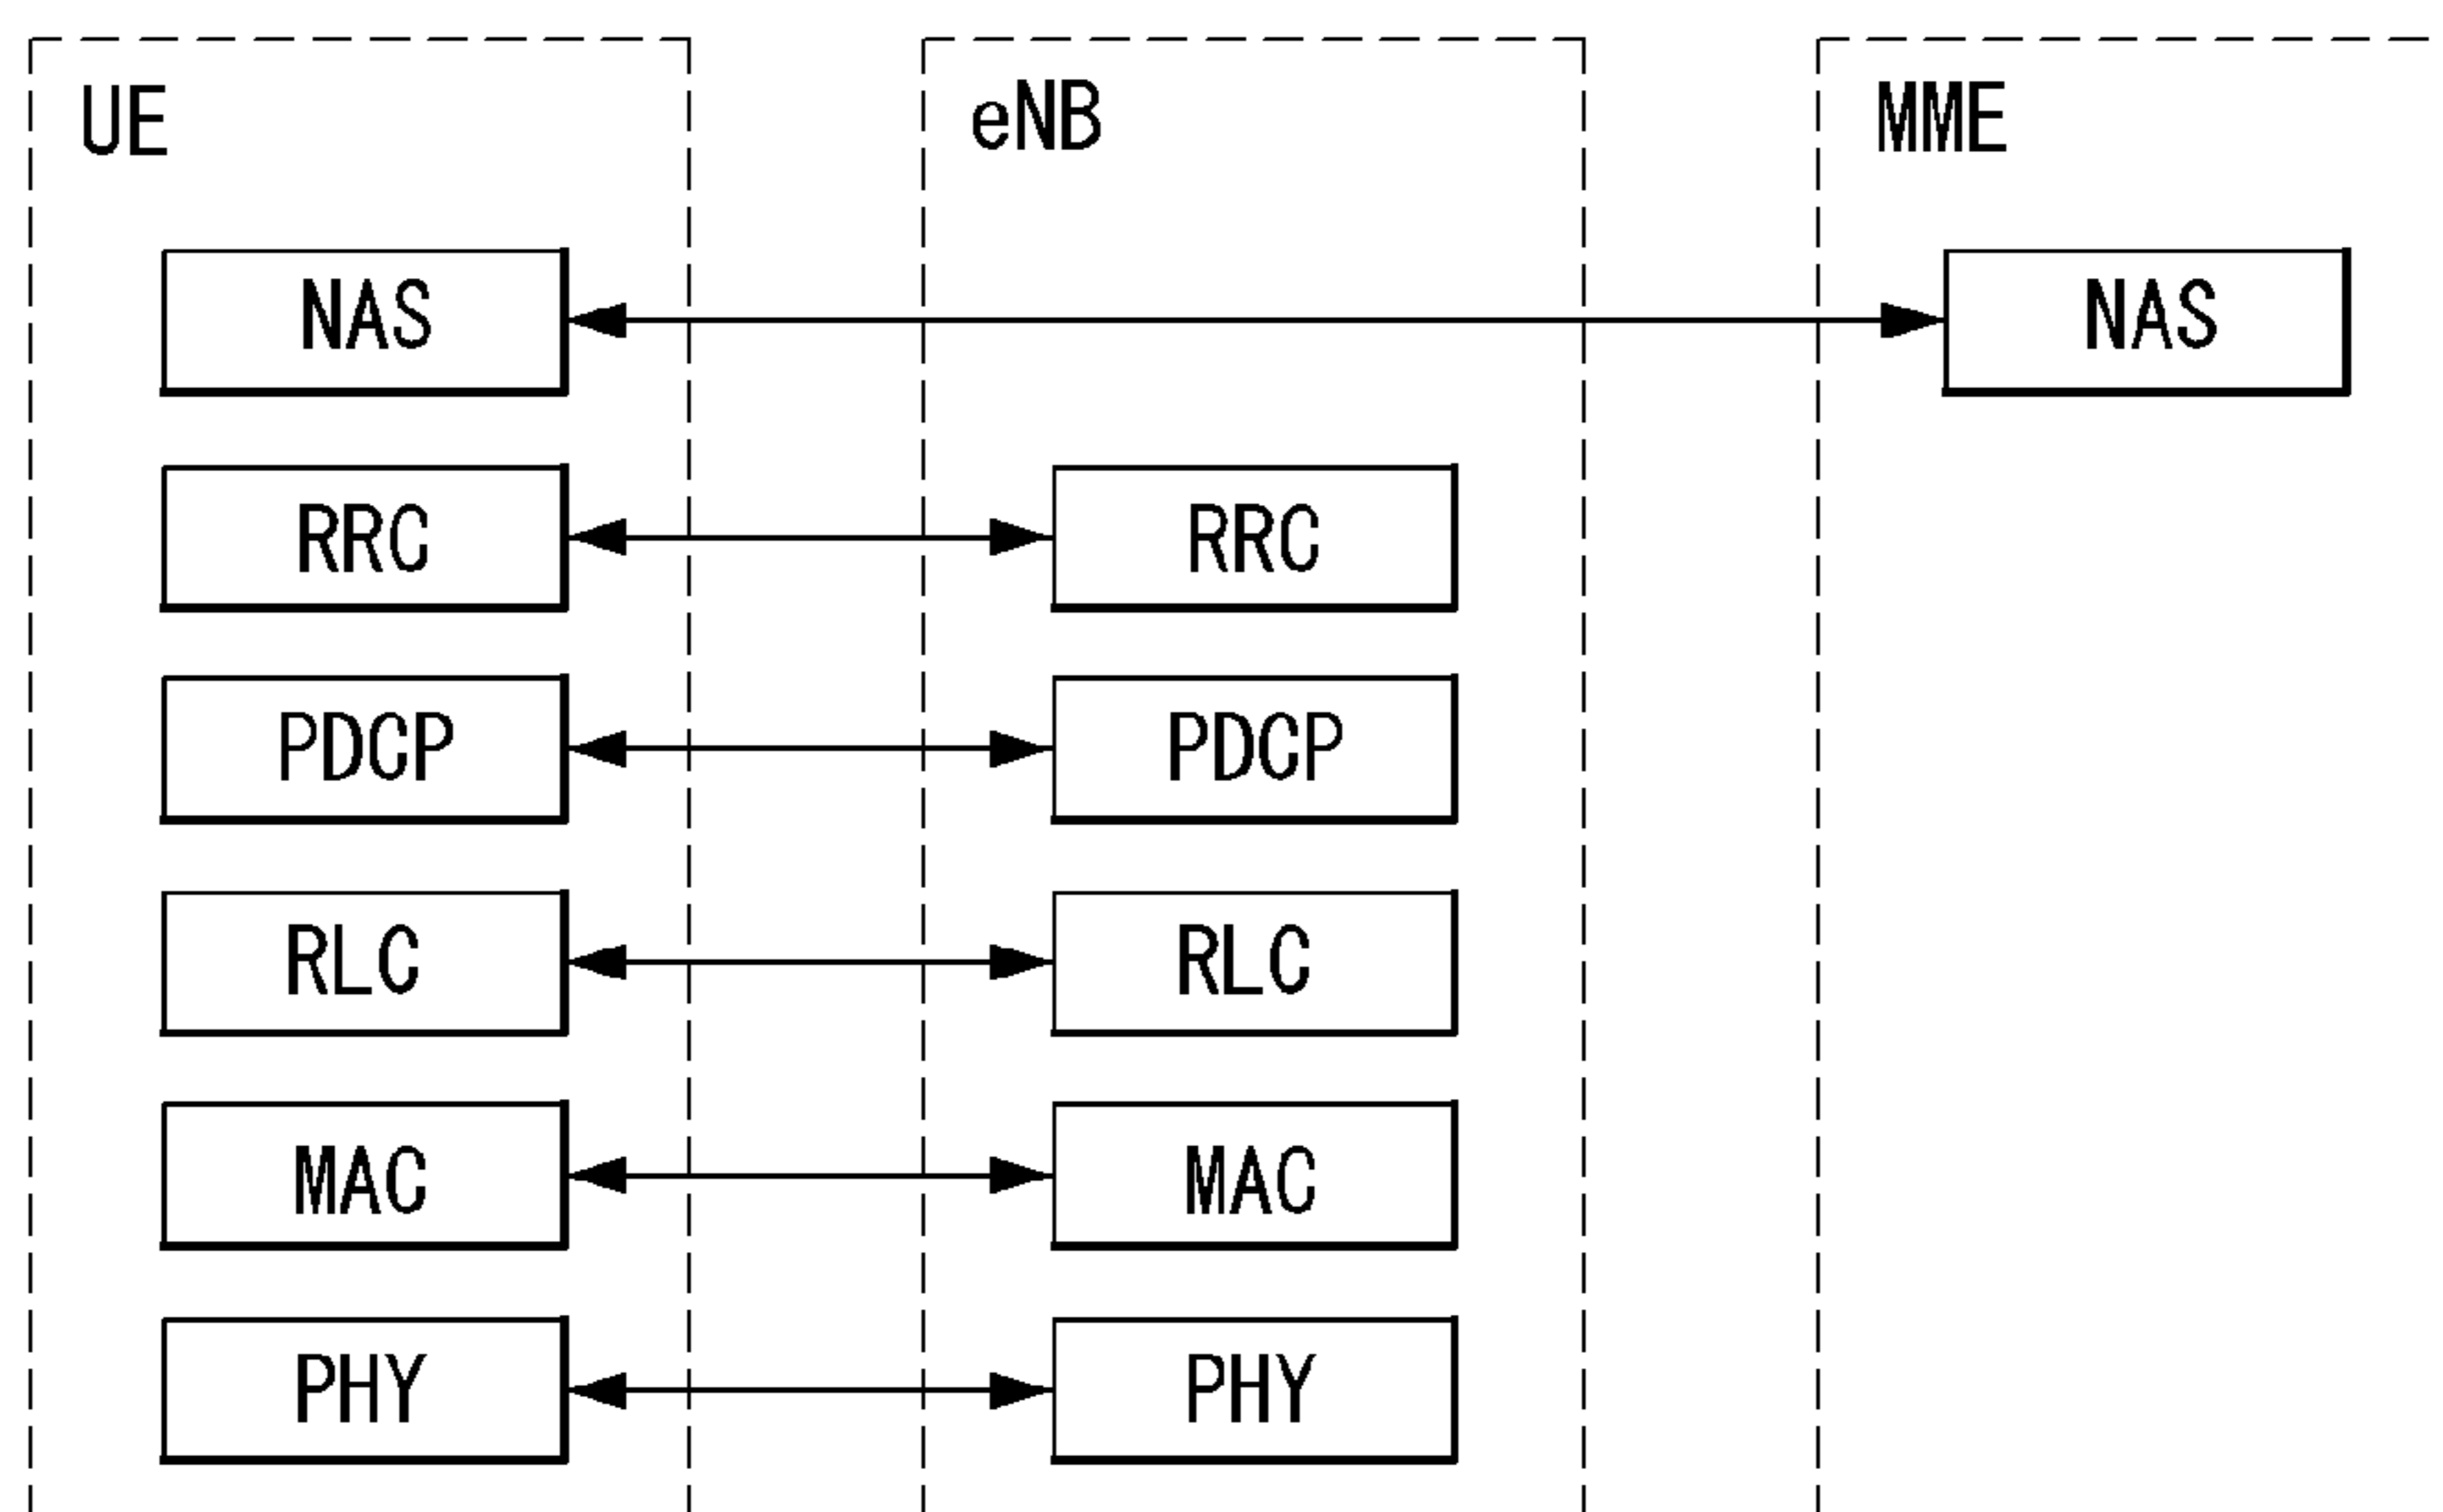 UE eNB MME
NAS NAS
RRC RRC
PDCP PDCP
RLC RLC
MAC MAC
PHY PHY